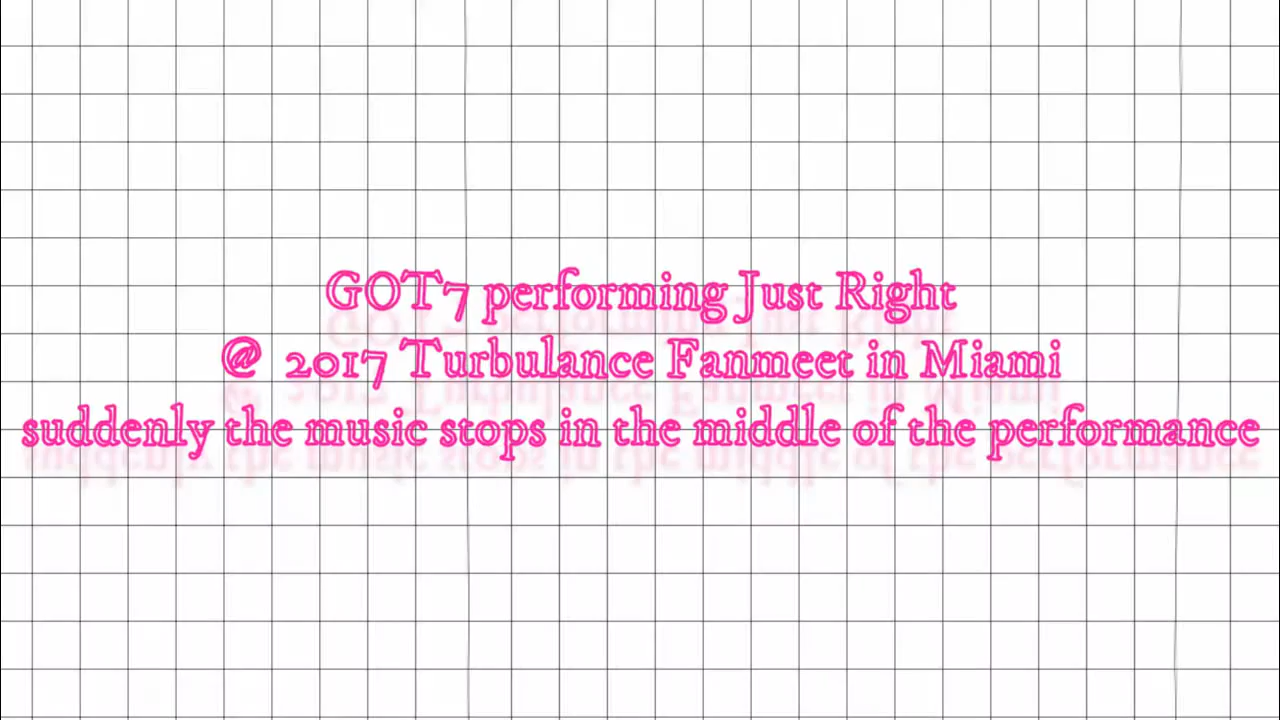 GOT7 performing Just Right
@ 2017 Turbulance Fanmeet in Miami
suddenly the music stops in the middle of the performance